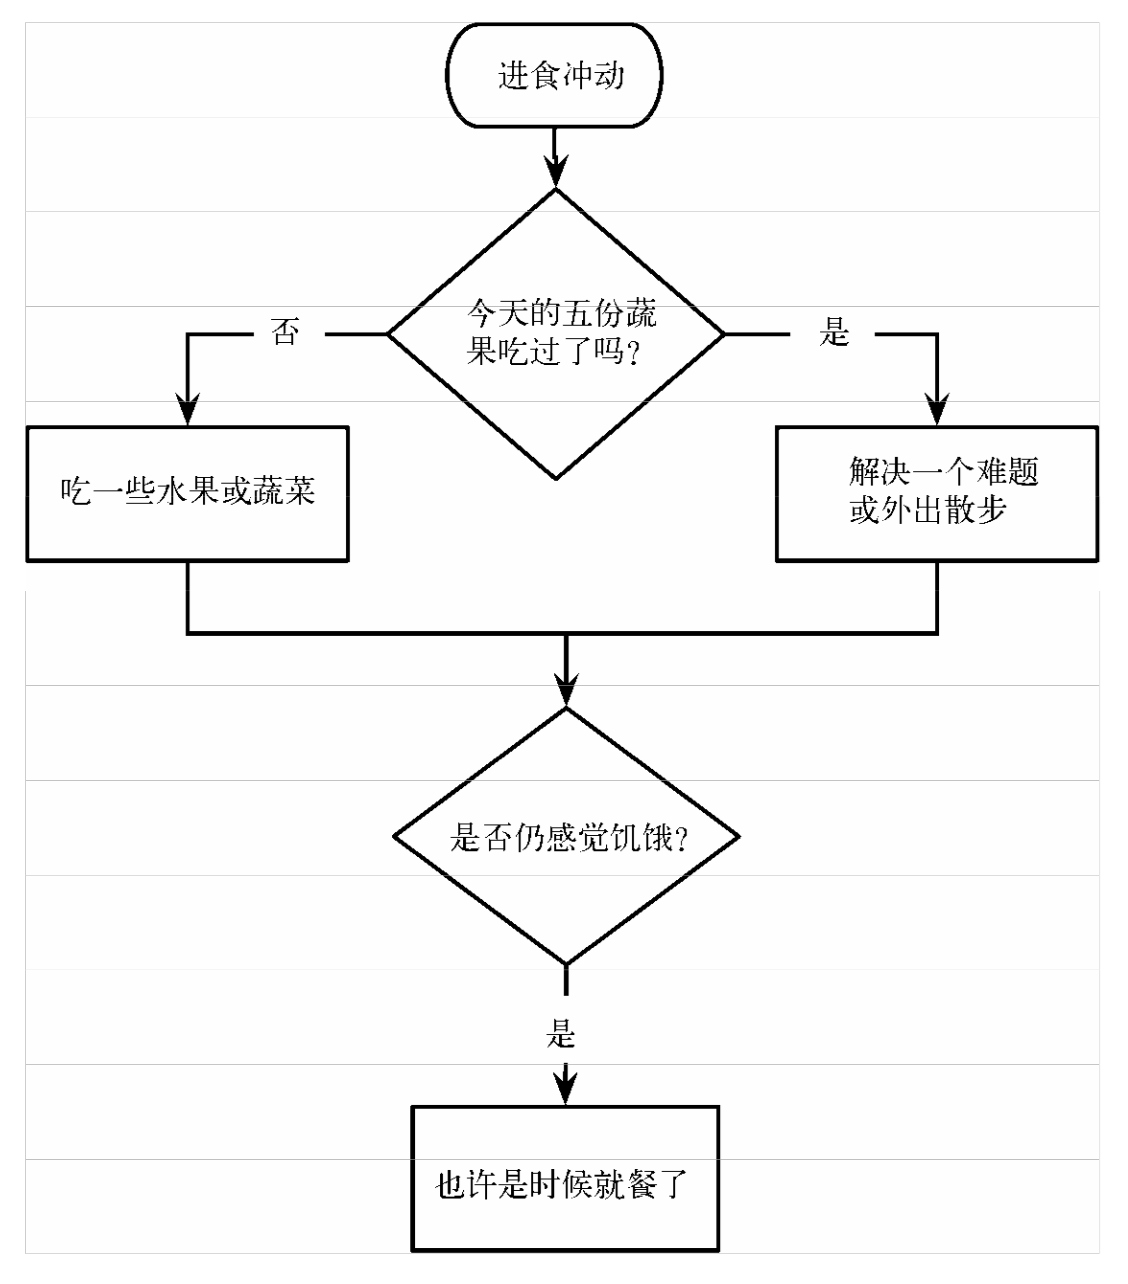 进食冲动
今天的五份蔬
果吃过了吗?
否
是
吃一些水果或蔬菜
解决一个难题
或外出散步
是否仍感觉饥饿?
是
也许是时候就餐了